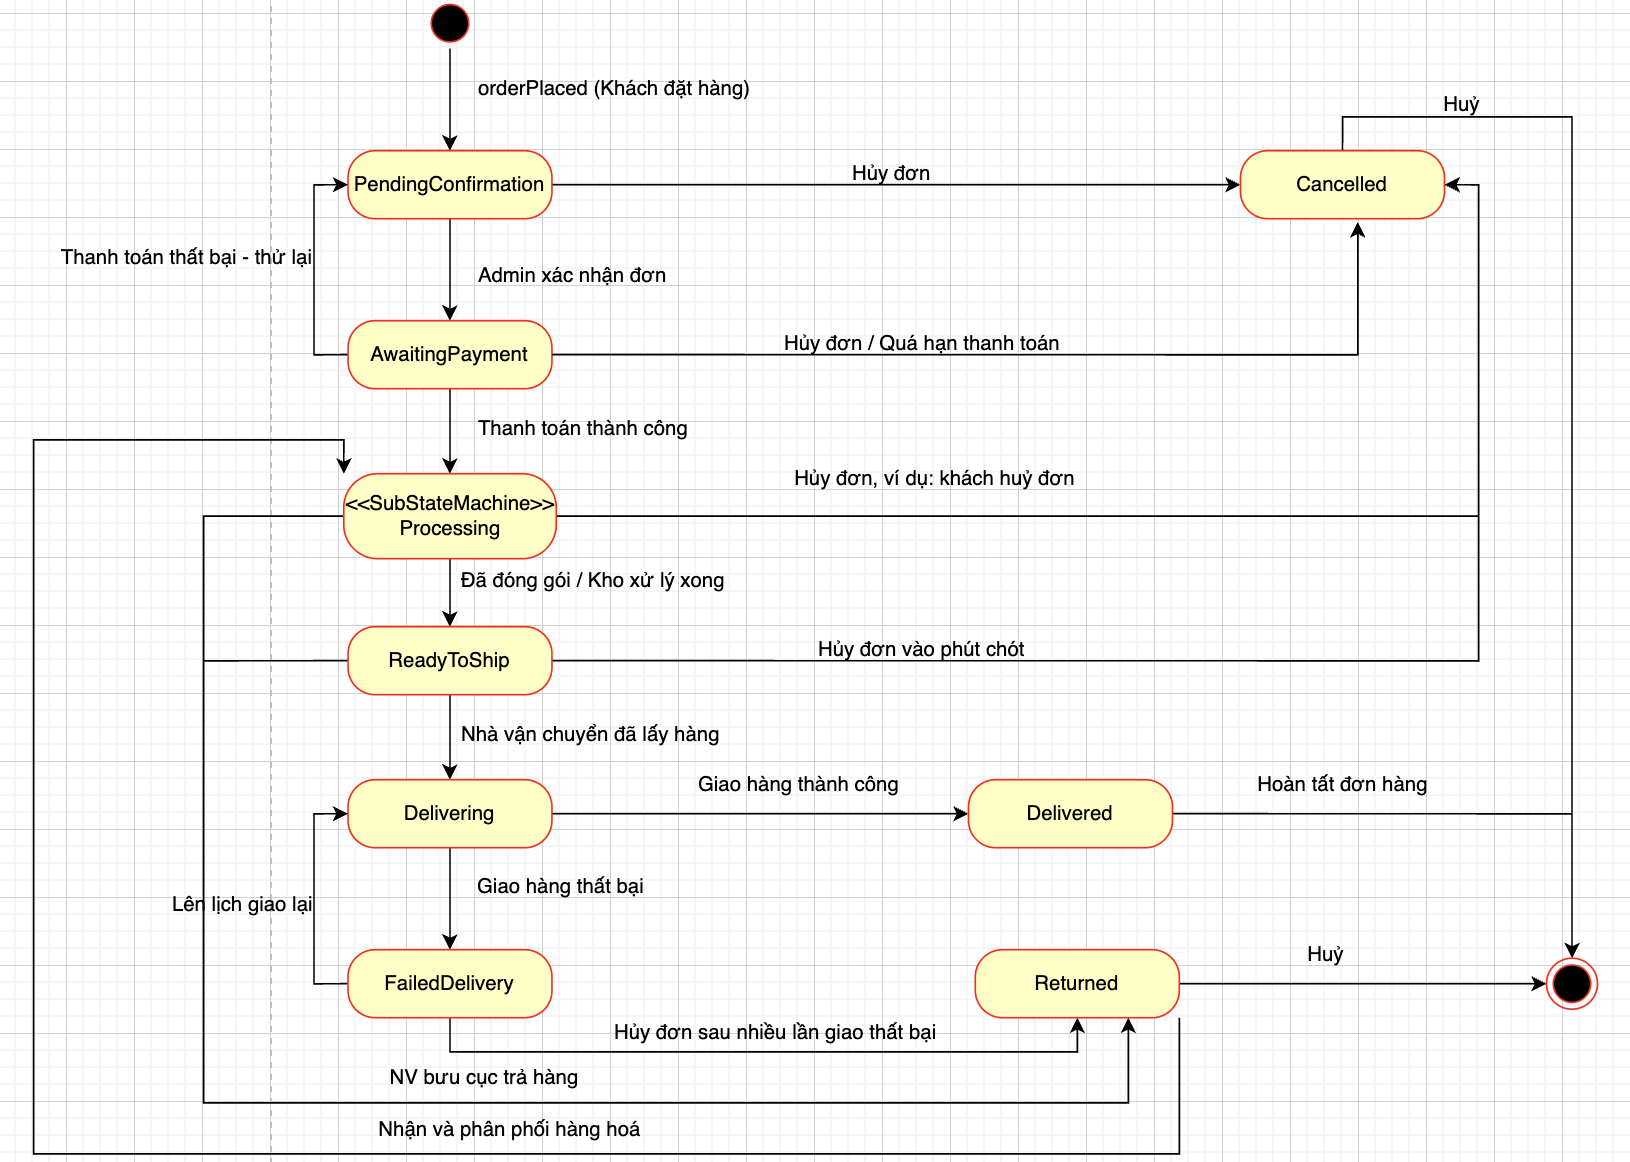 orderPlaced (Khách đặt hàng)
Huỷ
PendingConfirmation
Hủy đơn
Cancelled
Thanh toán thất bại - thử lại
Admin xác nhận đơn
AwaitingPayment
Hủy đơn / Quá hạn thanh toán
Thanh toán thành công
<<SubStateMachine>>
Processing
Hủy đơn, ví dụ: khách huỷ đơn
Đã đóng gói / Kho xử lý xong
ReadyToShip
Hủy đơn vào phút chót
Nhà vận chuyển đã lấy hàng
Delivering
Giao hàng thành công
Delivered
Hoàn tất đơn hàng
Giao hàng thất bại
Lên lịch giao lại
FailedDelivery
Returned
Huỷ
Hủy đơn sau nhiều lần giao thất bại
NV bưu cục trả hàng
Nhận và phân phối hàng hoá